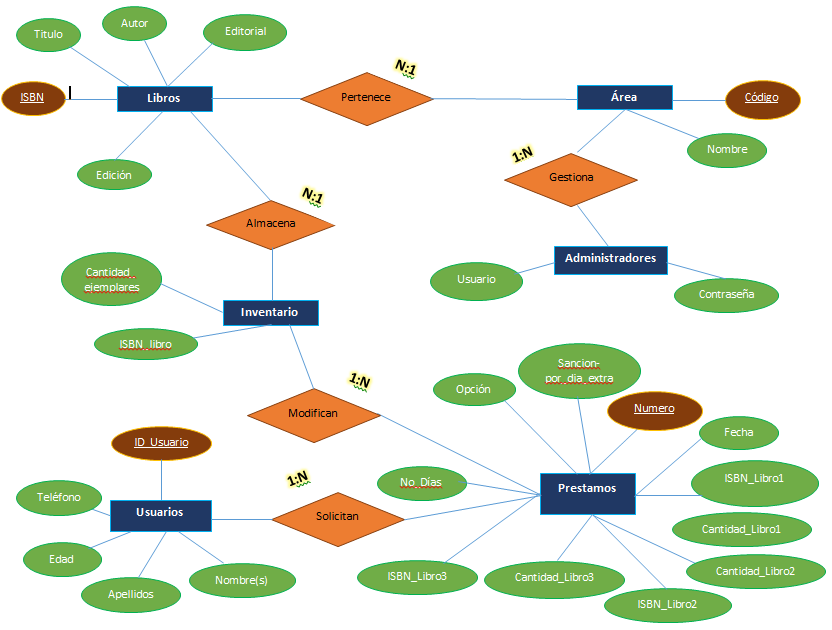 Autor
Editorial
Título
N:1
ISBN
Libros
Pertenece
Área
Código
Nombre
1:N
Edición
Gestiona
N:1
Almacena
Administradores
Cantidad_
ejemplares
Usuario
Contraseña
Inventario
ISBN_libro
Sancion-
por_dia_extra
1:N
Opción
Numero
Modifican
Fecha
ID_Usuario
1:N
No_Días
ISBN_Libro1
Prestamos
Teléfono
Usuarios
Solicitan
Cantidad_Libro1
Edad
Cantidad_Libro2
ISBN_Libro3
Cantidad_Libro3
Nombre(s)
Apellidos
ISBN_Libro2